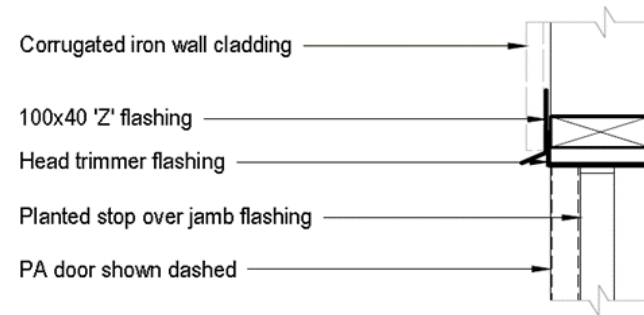 Corrugated iron wall cladding
100x40 'Z' flashing
Head trimmer flashing
Planted stop over jamb flashing
PA door shown dashed